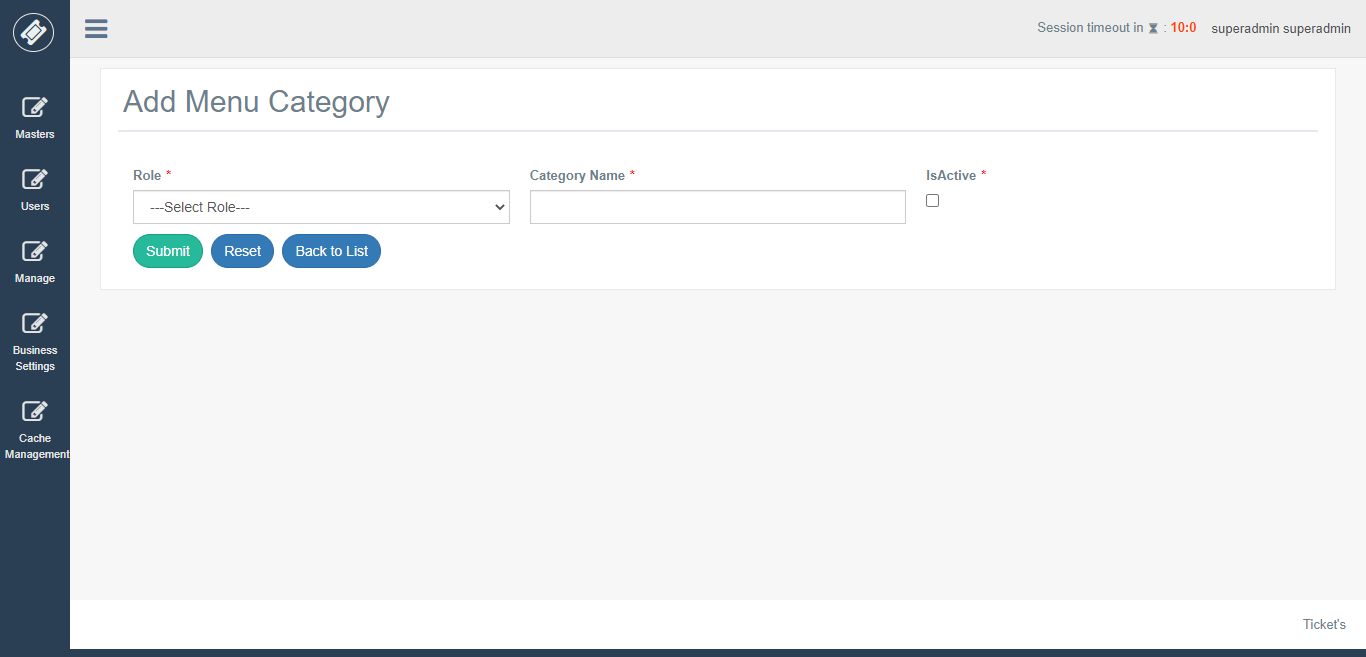 Session timeout in : 10:0 superadmin superadmin
Masters
Users
Manage
Business
Settings
Cache
Management
Add Menu Category
Role * Category Name * IsActive *
---Select Role---
Submit Reset Back to List
Ticket's